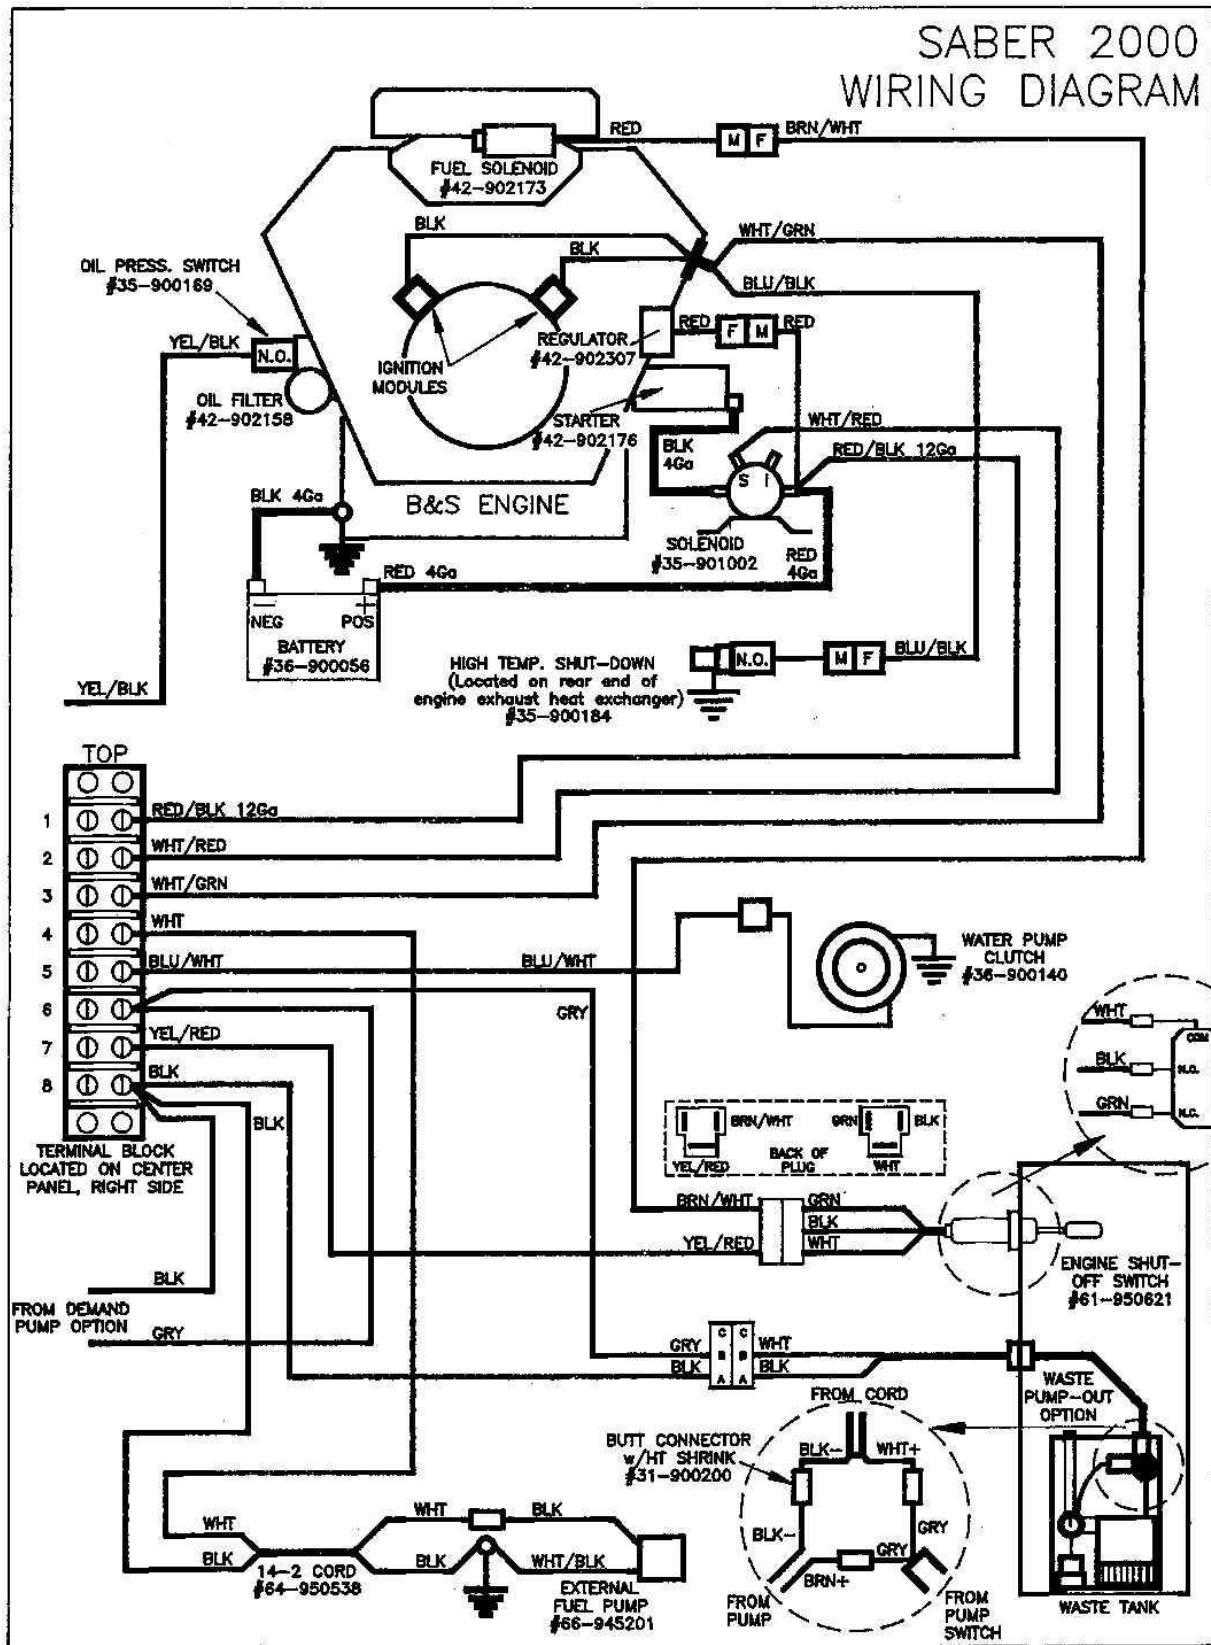 SABER 2000
WIRING DIAGRAM
RED
M F
BRN/WHT
FUEL SOLENOID
#42-902173
BLK
BLK
WHT/GRN
BLU/BLK
OIL PRESS. SWITCH
#35-900169
YEL/BLK
N.O.
OIL FILTER
#42-902158
IGNITION
MODULES
REGULATOR
#42-902307
RED
F M
RED
STARTER
#42-902176
BLK
4Ga
WHT/RED
RED/BLK 12Ga
S I
BLK 4Ga
B&S ENGINE
SOLENOID
#35-901002
RED
4Ga
RED 4Ga
NEG
POS
BATTERY
#36-900056
YEL/BLK
HIGH TEMP. SHUT-DOWN
(Located on rear end of
engine exhaust heat exchanger)
#35-900184
N.O.
M F
BLU/BLK
TOP
1
RED/BLK 12Ga
2
WHT/RED
3
WHT/GRN
4
WHT
5
BLU/WHT
BLU/WHT
6
GRY
7
YEL/RED
8
BLK
BLK
TERMINAL BLOCK
LOCATED ON CENTER
PANEL, RIGHT SIDE
WATER PUMP
CLUTCH
#36-900140
WHT
COM
BLK
N.O.
GRN
N.C.
BRN/WHT
YEL/RED
BACK OF
PLUG
GRN
BLK
WHT
BRN/WHT
YEL/RED
GRN
BLK
WHT
ENGINE SHUT-
OFF SWITCH
#61-950621
BLK
FROM DEMAND
PUMP OPTION
GRY
GRY
BLK
C C
B B
A A
WHT
BLK
WASTE
PUMP-OUT
OPTION
FROM CORD
BUTT CONNECTOR
w/HT SHRINK
#31-900200
BLK-
WHT+
BLK-
GRY
GRY
BRN+
FROM
PUMP
FROM
PUMP
SWITCH
WASTE TANK
WHT
BLK
14-2 CORD
#64-950538
WHT
BLK
BLK
WHT/BLK
EXTERNAL
FUEL PUMP
#66-945201